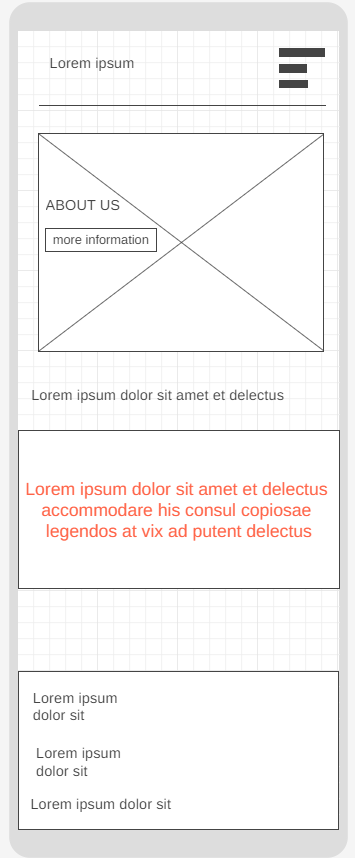 Lorem ipsum
ABOUT US
more information
Lorem ipsum dolor sit amet et delectus
Lorem ipsum dolor sit amet et delectus
accommodare his consul copiosae
legendos at vix ad putent delectus
Lorem ipsum
dolor sit
Lorem ipsum
dolor sit
Lorem ipsum dolor sit